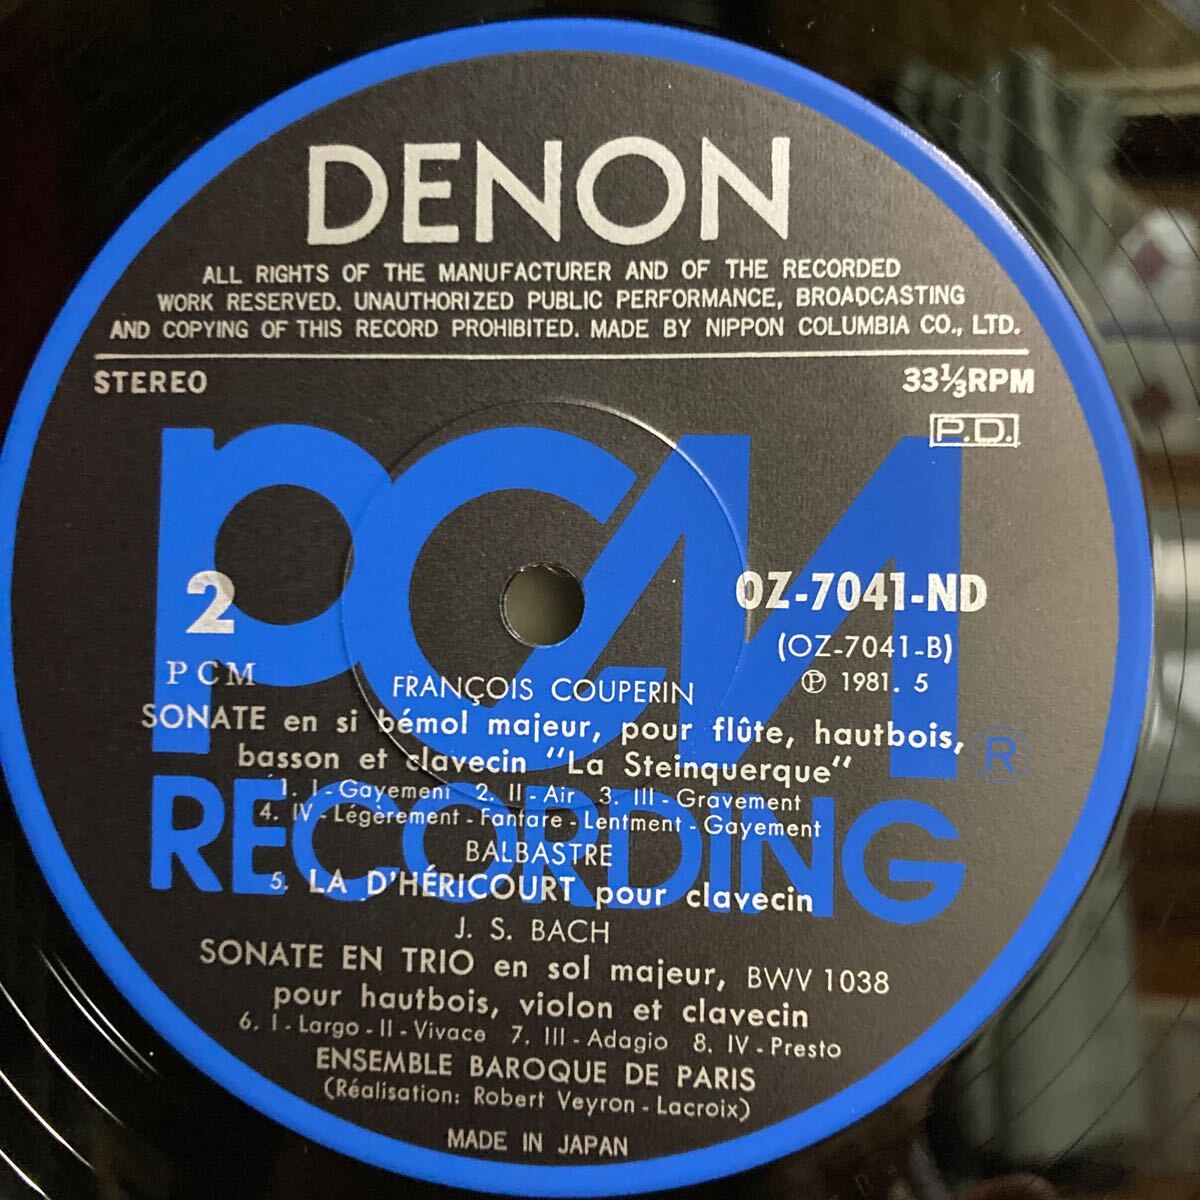 DENON
ALL RIGHTS OF THE MANUFACTURER AND OF THE RECORDED
WORK RESERVED. UNAUTHORIZED PUBLIC PERFORMANCE, BROADCASTING
AND COPYING OF THIS RECORD PROHIBITED. MADE BY NIPPON COLUMBIA CO., LTD.
STEREO
33⅓RPM
P.D.
PCM
RECORDING
®
2
PCM
OZ-7041-ND
(OZ-7041-B)
℗ 1981. 5
FRANÇOIS COUPERIN
SONATE en si bémol majeur, pour flûte, hautbois,
basson et clavecin "La Steinquerque"
1. I - Gayement 2. II - Air 3. III - Gravement
4. IV - Légèrement - Fanfare - Lentment - Gayement
BALBASTRE
5. LA D'HÉRICOURT pour clavecin
J. S. BACH
SONATE EN TRIO en sol majeur, BWV 1038
pour hautbois, violon et clavecin
6. I - Largo - II - Vivace 7. III - Adagio 8. IV - Presto
ENSEMBLE BAROQUE DE PARIS
(Réalisation: Robert Veyron - Lacroix)
MADE IN JAPAN